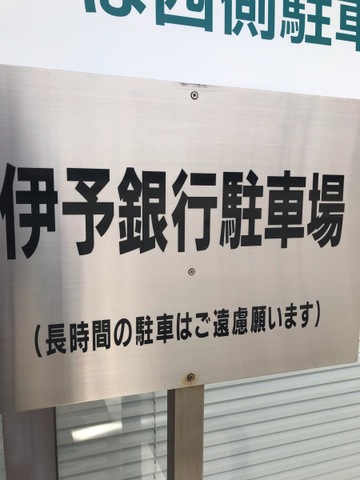 は西側駐車
伊予銀行駐車場
（長時間の駐車はご遠慮願います）